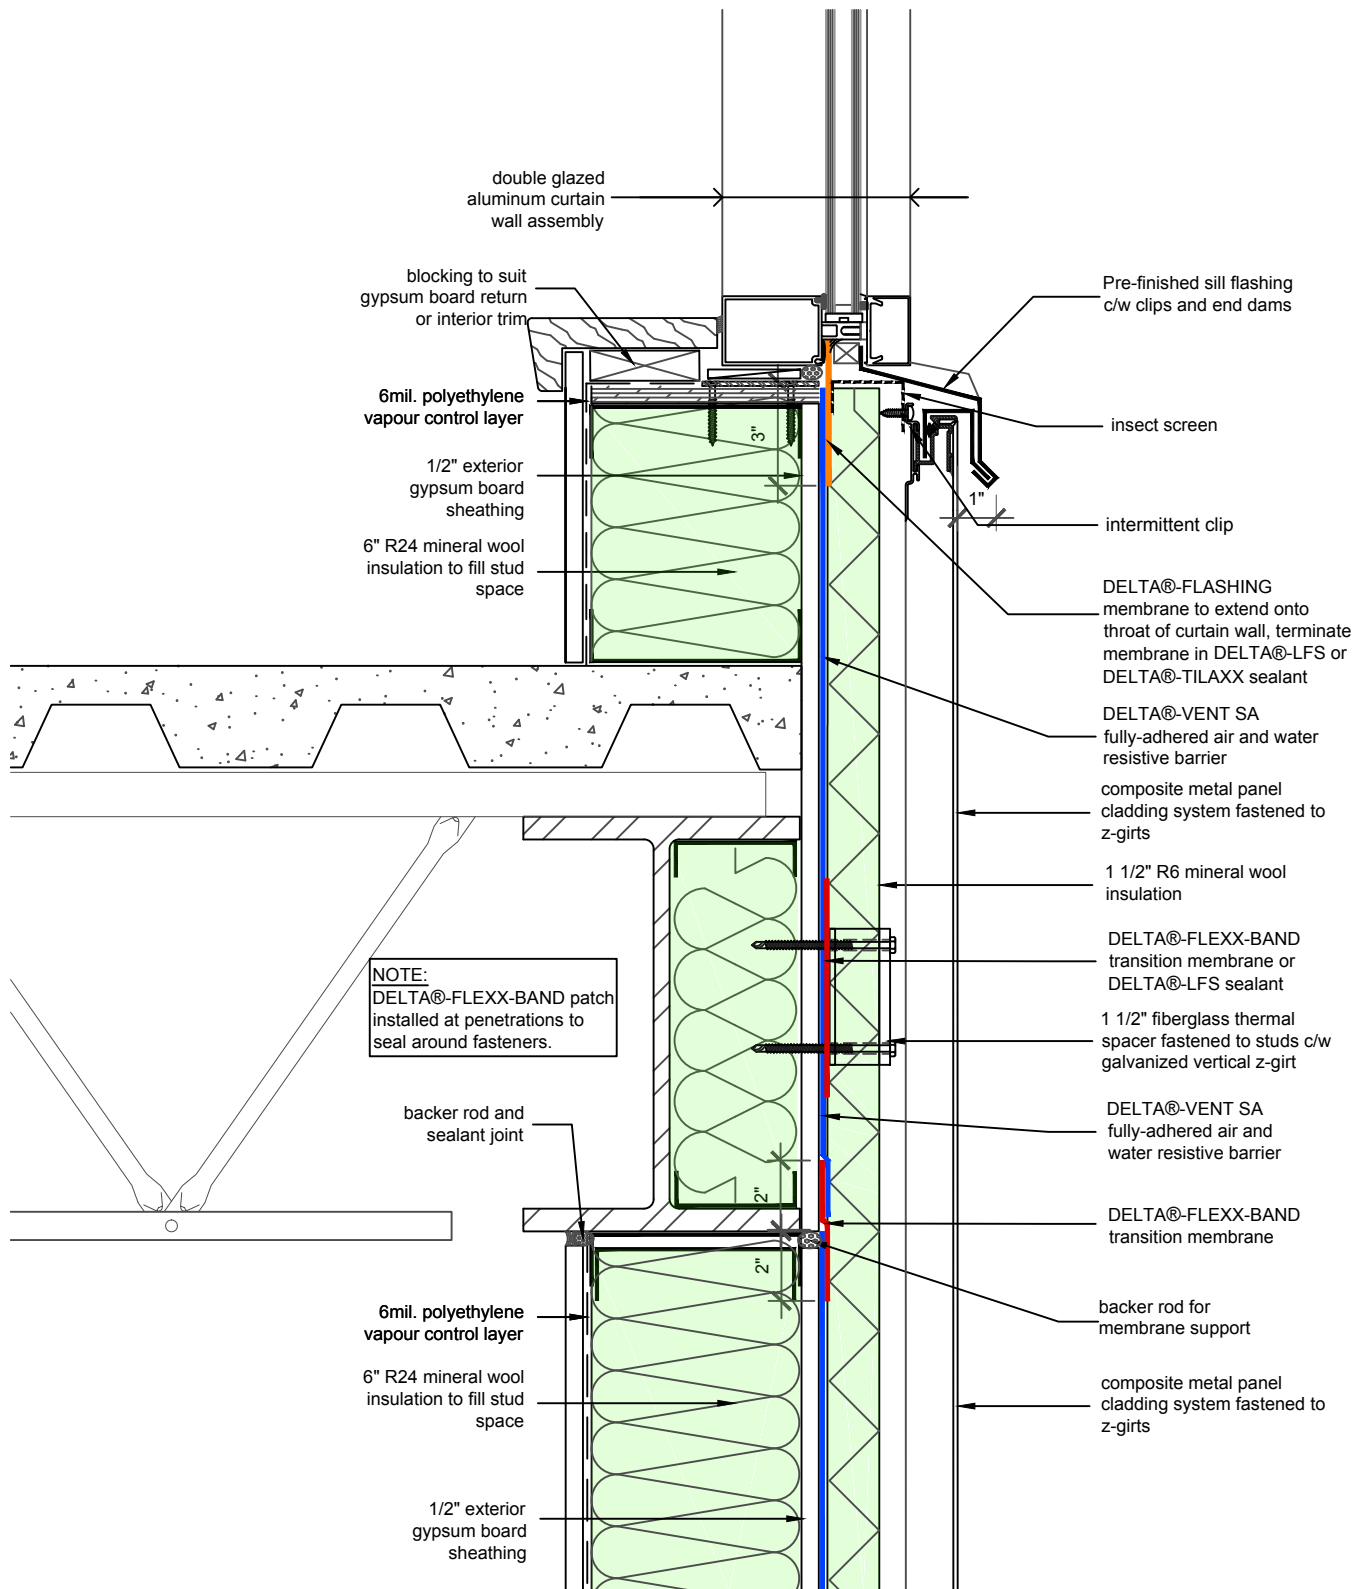 double glazed
aluminum curtain
wall assembly
blocking to suit
gypsum board return
or interior trim
6mil. polyethylene
vapour control layer
1/2" exterior
gypsum board
sheathing
6" R24 mineral wool
insulation to fill stud
space
3"
Pre-finished sill flashing
c/w clips and end dams
insect screen
1"
intermittent clip
DELTA®-FLASHING
membrane to extend onto
throat of curtain wall, terminate
membrane in DELTA®-LFS or
DELTA®-TILAXX sealant
DELTA®-VENT SA
fully-adhered air and water
resistive barrier
composite metal panel
cladding system fastened to
z-girts
1 1/2" R6 mineral wool
insulation
DELTA®-FLEXX-BAND
transition membrane or
DELTA®-LFS sealant
NOTE:
DELTA®-FLEXX-BAND patch
installed at penetrations to
seal around fasteners.
1 1/2" fiberglass thermal
spacer fastened to studs c/w
galvanized vertical z-girt
backer rod and
sealant joint
DELTA®-VENT SA
fully-adhered air and
water resistive barrier
2"
DELTA®-FLEXX-BAND
transition membrane
2"
6mil. polyethylene
vapour control layer
backer rod for
membrane support
6" R24 mineral wool
insulation to fill stud
space
composite metal panel
cladding system fastened to
z-girts
1/2" exterior
gypsum board
sheathing